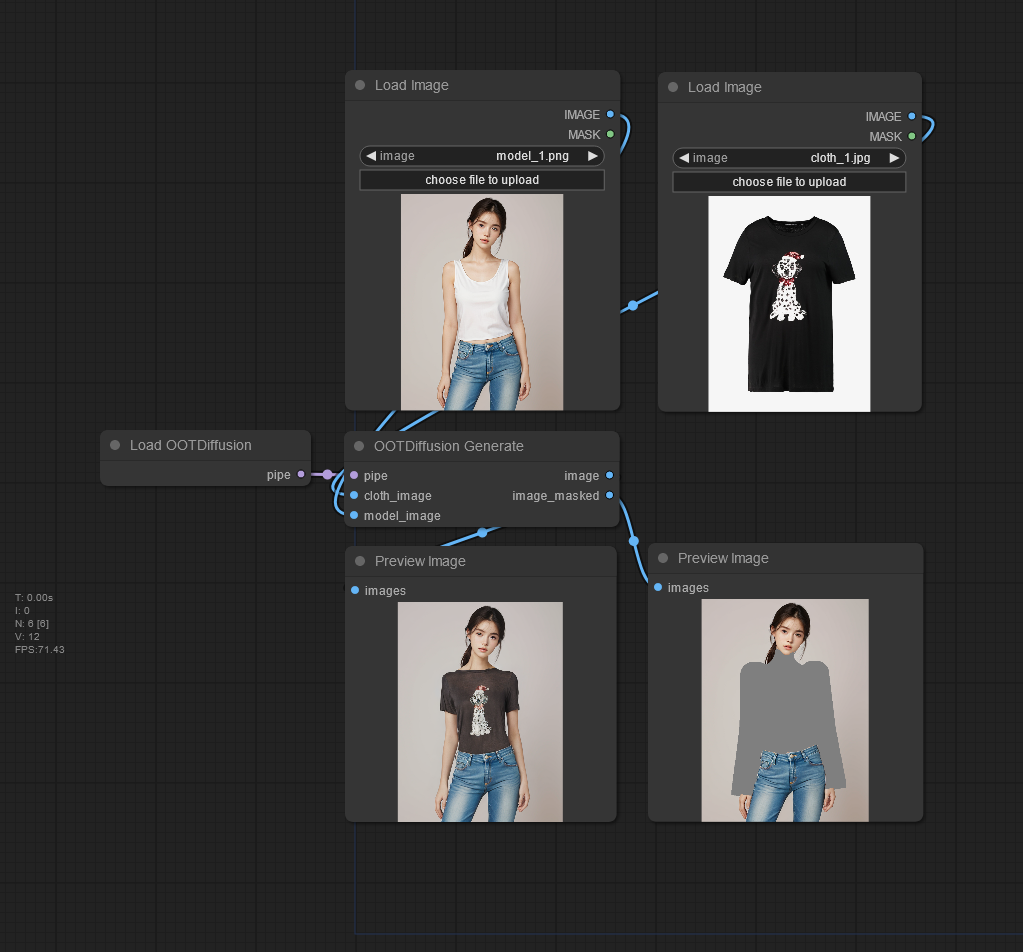 Load Image
IMAGE
MASK
image model_1.png
choose file to upload
Load Image
IMAGE
MASK
image cloth_1.jpg
choose file to upload
Load OOTDiffusion
pipe
OOTDiffusion Generate
pipe image
cloth_image image_masked
model_image
Preview Image
images
Preview Image
images
T: 0.00s
I: 0
N: 6 [6]
V: 12
FPS:71.43